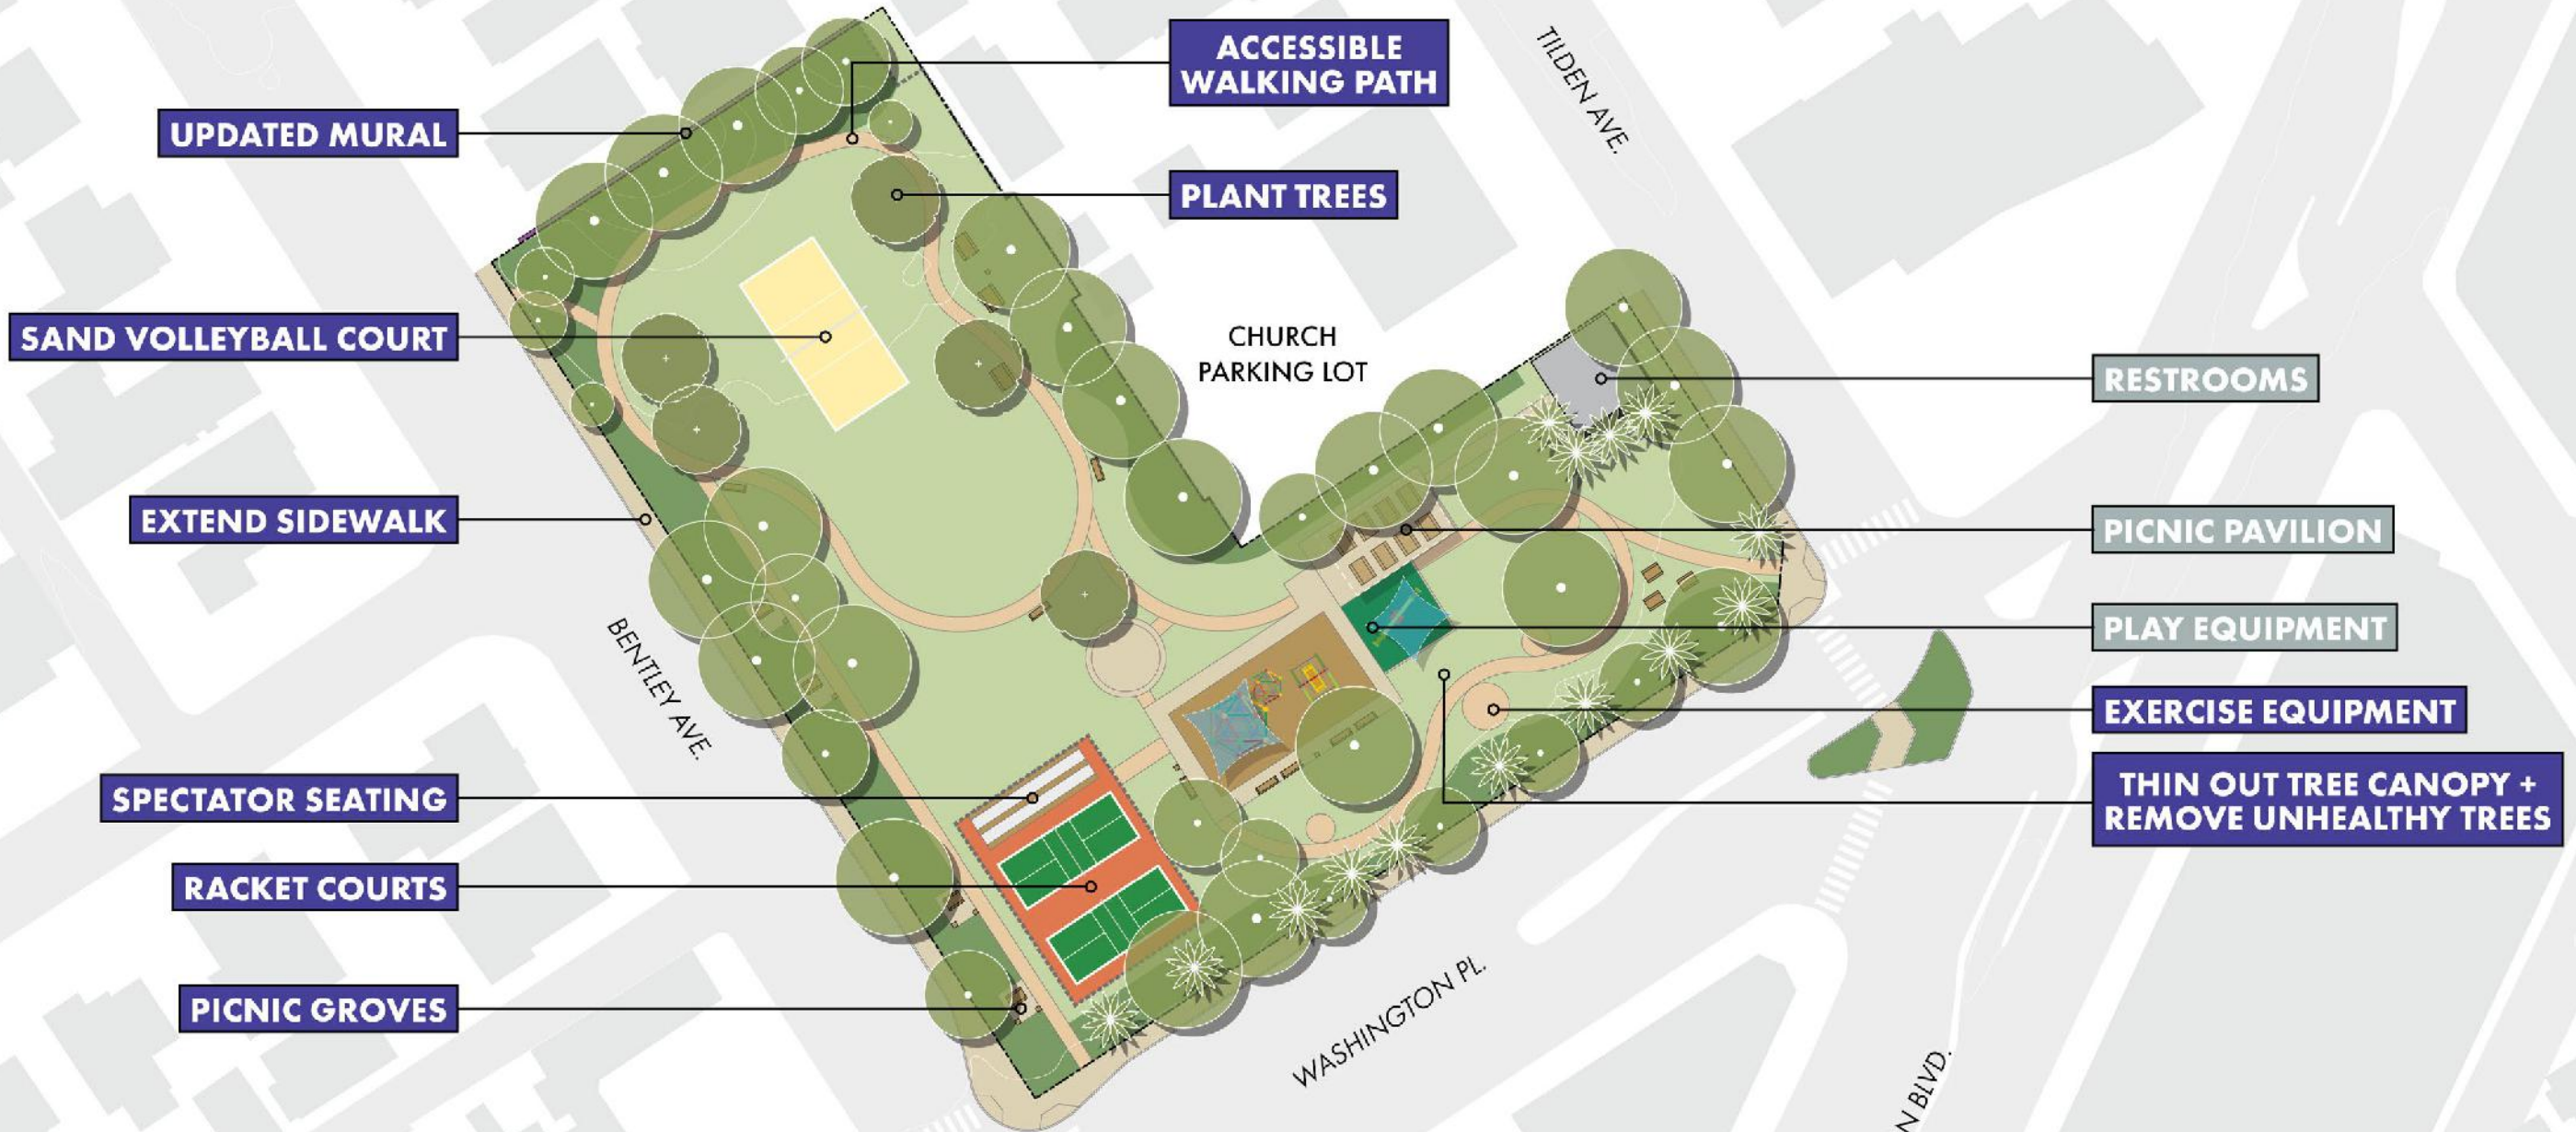 ACCESSIBLE
WALKING PATH
TILDEN AVE.
UPDATED MURAL
PLANT TREES
SAND VOLLEYBALL COURT
CHURCH
PARKING LOT
RESTROOMS
EXTEND SIDEWALK
PICNIC PAVILION
PLAY EQUIPMENT
BENTLEY AVE.
EXERCISE EQUIPMENT
THIN OUT TREE CANOPY +
REMOVE UNHEALTHY TREES
SPECTATOR SEATING
RACKET COURTS
PICNIC GROVES
WASHINGTON PL.
BLVD.